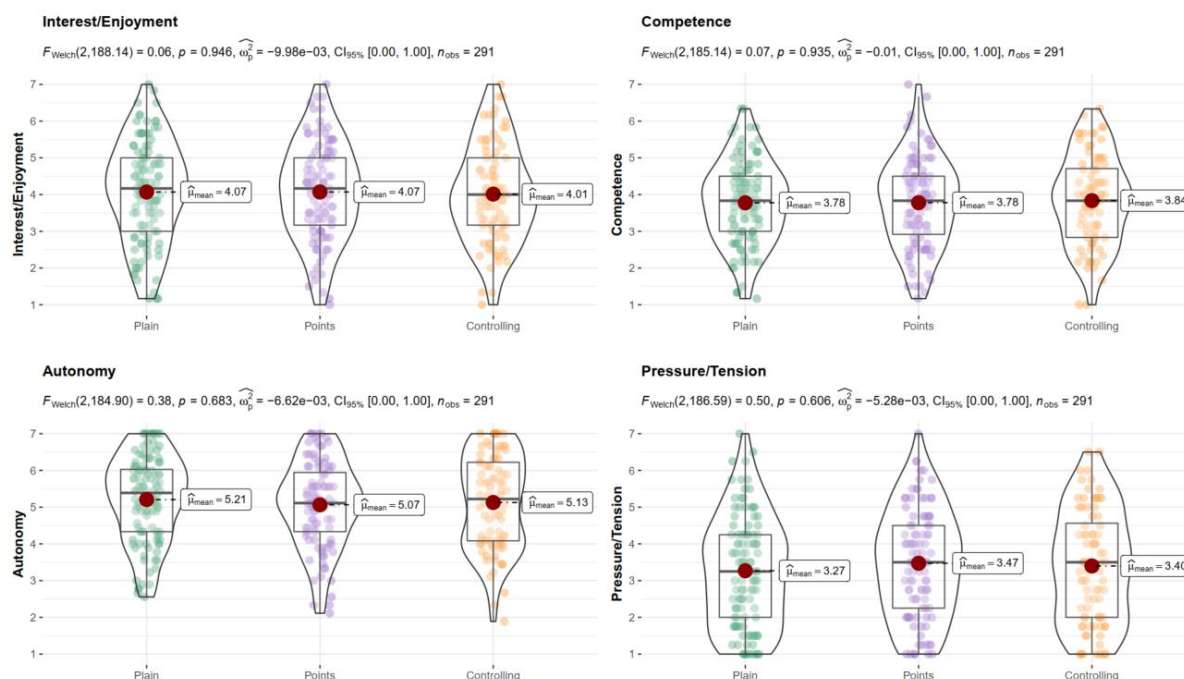 Interest/Enjoyment
F_Welch(2,188.14) = 0.06, p = 0.946, ω̂²_p = −9.98e−03, CI_95% [0.00, 1.00], n_obs = 291
Interest/Enjoyment
7
6
5
4
3
2
1
μ̂_mean = 4.07
μ̂_mean = 4.07
μ̂_mean = 4.01
Plain
Points
Controlling
Competence
F_Welch(2,185.14) = 0.07, p = 0.935, ω̂²_p = −0.01, CI_95% [0.00, 1.00], n_obs = 291
Competence
7
6
5
4
3
2
1
μ̂_mean = 3.78
μ̂_mean = 3.78
μ̂_mean = 3.84
Plain
Points
Controlling
Autonomy
F_Welch(2,184.90) = 0.38, p = 0.683, ω̂²_p = −6.62e−03, CI_95% [0.00, 1.00], n_obs = 291
Autonomy
7
6
5
4
3
2
1
μ̂_mean = 5.21
μ̂_mean = 5.07
μ̂_mean = 5.13
Plain
Points
Controlling
Pressure/Tension
F_Welch(2,186.59) = 0.50, p = 0.606, ω̂²_p = −5.28e−03, CI_95% [0.00, 1.00], n_obs = 291
Pressure/Tension
7
6
5
4
3
2
1
μ̂_mean = 3.27
μ̂_mean = 3.47
μ̂_mean = 3.40
Plain
Points
Controlling